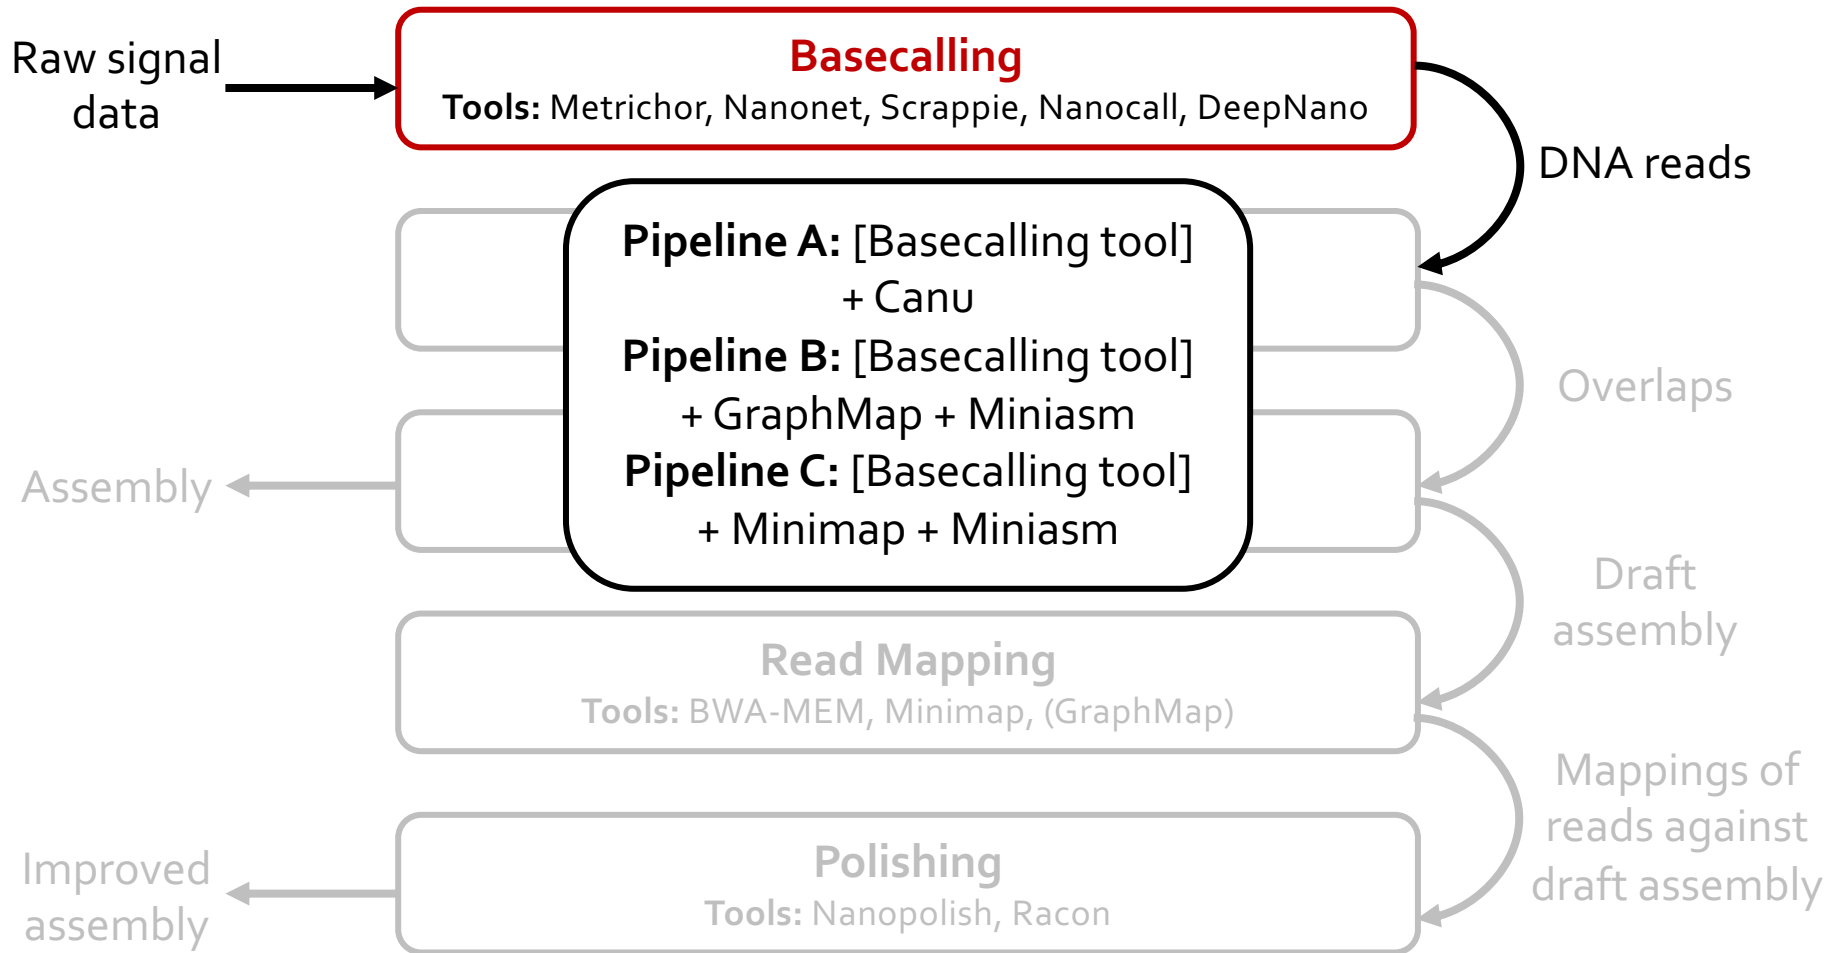 Raw signal
data
Basecalling
Tools: Metrichor, Nanonet, Scrappie, Nanocall, DeepNano
DNA reads
Pipeline A: [Basecalling tool]
+ Canu
Pipeline B: [Basecalling tool]
+ GraphMap + Miniasm
Pipeline C: [Basecalling tool]
+ Minimap + Miniasm
Overlaps
Assembly
Draft
assembly
Read Mapping
Tools: BWA-MEM, Minimap, (GraphMap)
Mappings of
reads against
draft assembly
Polishing
Tools: Nanopolish, Racon
Improved
assembly